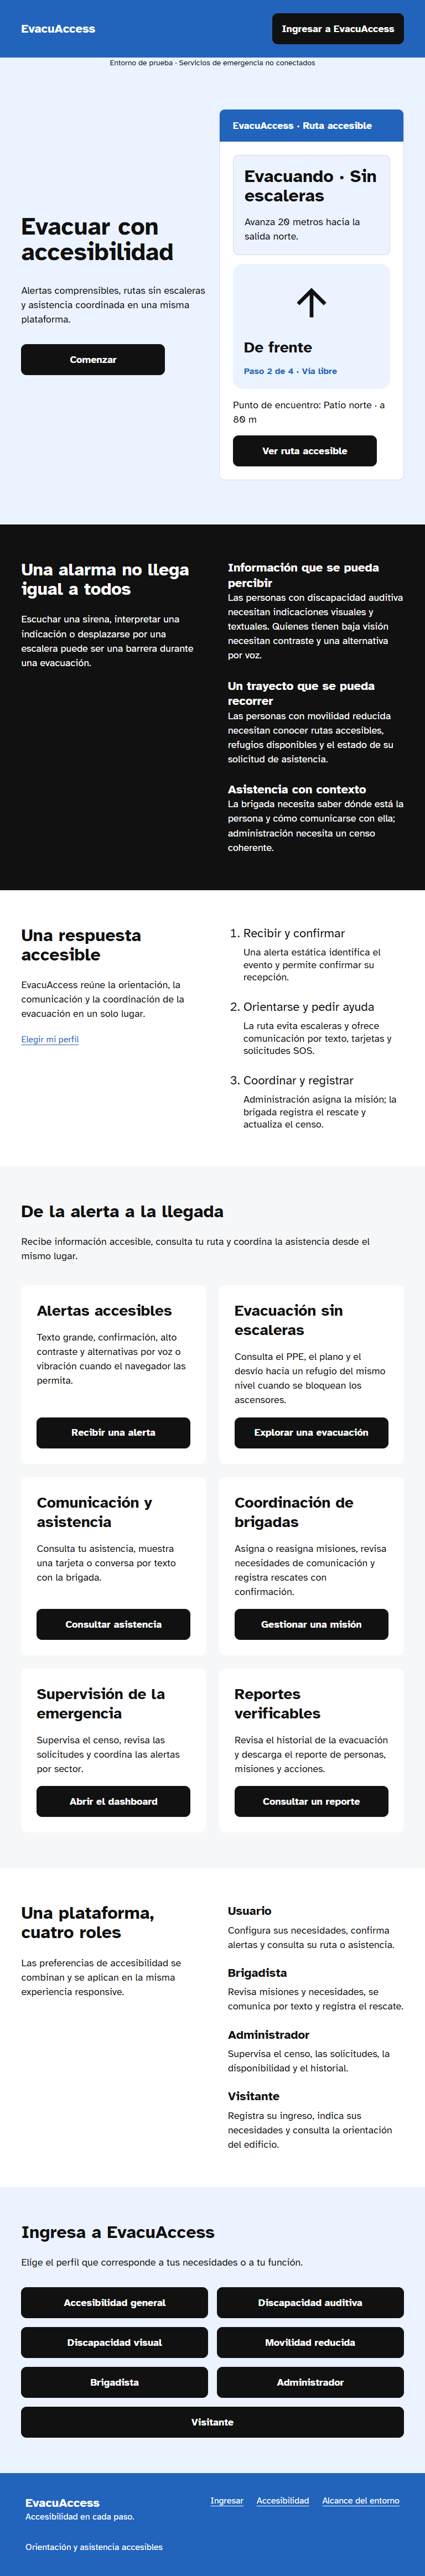 EvacuAccess
Ingresar a EvacuAccess
Entorno de prueba · Servicios de emergencia no conectados
Evacuar con
accesibilidad
Alertas comprensibles, rutas sin escaleras
y asistencia coordinada en una misma
plataforma.
Comenzar
EvacuAccess · Ruta accesible
Evacuando · Sin
escaleras
Avanza 20 metros hacia la
salida norte.
De frente
Paso 2 de 4 · Vía libre
Punto de encuentro: Patio norte · a
80 m
Ver ruta accesible
Una alarma no llega
igual a todos
Escuchar una sirena, interpretar una
indicación o desplazarse por una
escalera puede ser una barrera durante
una evacuación.
Información que se pueda
percibir
Las personas con discapacidad auditiva
necesitan indicaciones visuales y
textuales. Quienes tienen baja visión
necesitan contraste y una alternativa
por voz.
Un trayecto que se pueda
recorrer
Las personas con movilidad reducida
necesitan conocer rutas accesibles,
refugios disponibles y el estado de su
solicitud de asistencia.
Asistencia con contexto
La brigada necesita saber dónde está la
persona y cómo comunicarse con ella;
administración necesita un censo
coherente.
Una respuesta
accesible
EvacuAccess reúne la orientación, la
comunicación y la coordinación de la
evacuación en un solo lugar.
Elegir mi perfil
1. Recibir y confirmar
Una alerta estática identifica el
evento y permite confirmar su
recepción.
2. Orientarse y pedir ayuda
La ruta evita escaleras y ofrece
comunicación por texto, tarjetas y
solicitudes SOS.
3. Coordinar y registrar
Administración asigna la misión; la
brigada registra el rescate y
actualiza el censo.
De la alerta a la llegada
Recibe información accesible, consulta tu ruta y coordina la asistencia desde el
mismo lugar.
Alertas accesibles
Texto grande, confirmación, alto
contraste y alternativas por voz o
vibración cuando el navegador las
permita.
Recibir una alerta
Evacuación sin
escaleras
Consulta el PPE, el plano y el
desvío hacia un refugio del mismo
nivel cuando se bloquean los
ascensores.
Explorar una evacuación
Comunicación y
asistencia
Consulta tu asistencia, muestra
una tarjeta o conversa por texto
con la brigada.
Consultar asistencia
Coordinación de
brigadas
Asigna o reasigna misiones, revisa
necesidades de comunicación y
registra rescates con
confirmación.
Gestionar una misión
Supervisión de la
emergencia
Supervisa el censo, revisa las
solicitudes y coordina las alertas
por sector.
Abrir el dashboard
Reportes
verificables
Revisa el historial de la evacuación
y descarga el reporte de personas,
misiones y acciones.
Consultar un reporte
Una plataforma,
cuatro roles
Las preferencias de accesibilidad se
combinan y se aplican en la misma
experiencia responsive.
Usuario
Configura sus necesidades, confirma
alertas y consulta su ruta o asistencia.
Brigadista
Revisa misiones y necesidades, se
comunica por texto y registra el rescate.
Administrador
Supervisa el censo, las solicitudes, la
disponibilidad y el historial.
Visitante
Registra su ingreso, indica sus
necesidades y consulta la orientación
del edificio.
Ingresa a EvacuAccess
Elige el perfil que corresponde a tus necesidades o a tu función.
Accesibilidad general
Discapacidad auditiva
Discapacidad visual
Movilidad reducida
Brigadista
Administrador
Visitante
EvacuAccess
Accesibilidad en cada paso.
Ingresar
Accesibilidad
Alcance del entorno
Orientación y asistencia accesibles